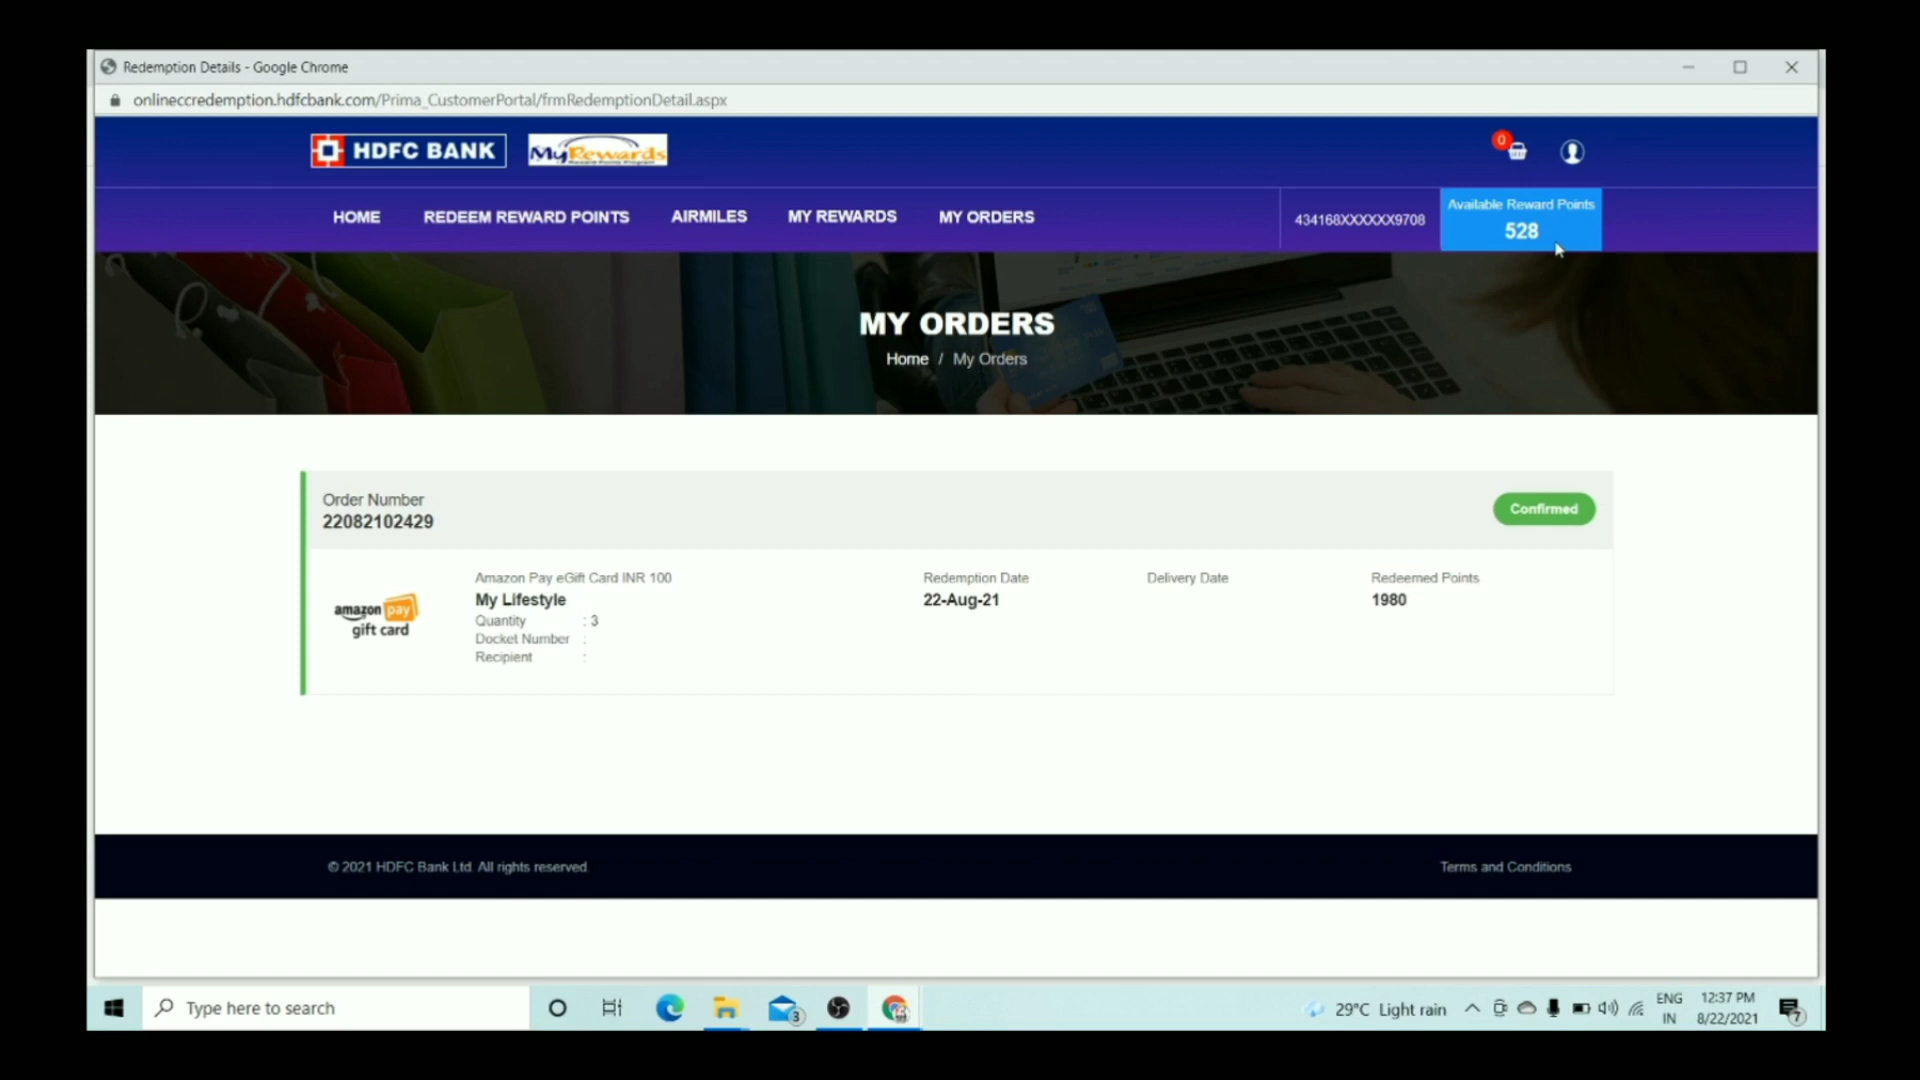 Redemption Details - Google Chrome
onlineccredemption.hdfcbank.com/Prima_CustomerPortal/frmRedemptionDetail.aspx
HDFC BANK
MyRewards
0
HOME
REDEEM REWARD POINTS
AIRMILES
MY REWARDS
MY ORDERS
434168XXXXXX9708
Available Reward Points
528
MY ORDERS
Home / My Orders
Order Number
22082102429
Confirmed
amazon pay
gift card
Amazon Pay eGift Card INR 100
My Lifestyle
Quantity : 3
Docket Number :
Recipient :
Redemption Date
22-Aug-21
Delivery Date
Redeemed Points
1980
© 2021 HDFC Bank Ltd. All rights reserved.
Terms and Conditions
Type here to search
3
29°C Light rain
ENG
IN
12:37 PM
8/22/2021
7